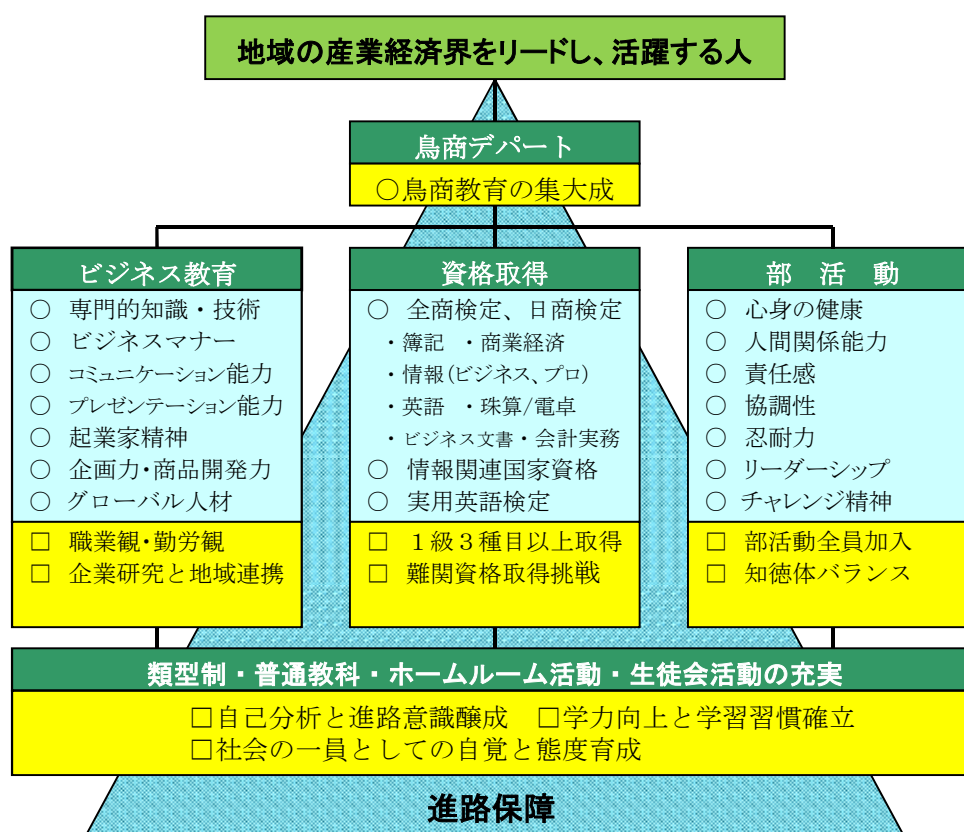 地域の産業経済界をリードし、活躍する人
鳥商デパート
○鳥商教育の集大成
ビジネス教育
○ 専門的知識・技術
○ ビジネスマナー
○ コミュニケーション能力
○ プレゼンテーション能力
○ 起業家精神
○ 企画力・商品開発力
○ グローバル人材
□ 職業観・勤労観
□ 企業研究と地域連携
資格取得
○ 全商検定、日商検定
・簿記 ・商業経済
・情報(ビジネス、プロ)
・英語 ・珠算/電卓
・ビジネス文書・会計実務
○ 情報関連国家資格
○ 実用英語検定
□ １級３種目以上取得
□ 難関資格取得挑戦
部 活 動
○ 心身の健康
○ 人間関係能力
○ 責任感
○ 協調性
○ 忍耐力
○ リーダーシップ
○ チャレンジ精神
□ 部活動全員加入
□ 知徳体バランス
類型制・普通教科・ホームルーム活動・生徒会活動の充実
□自己分析と進路意識醸成 □学力向上と学習習慣確立
□社会の一員としての自覚と態度育成
進路保障